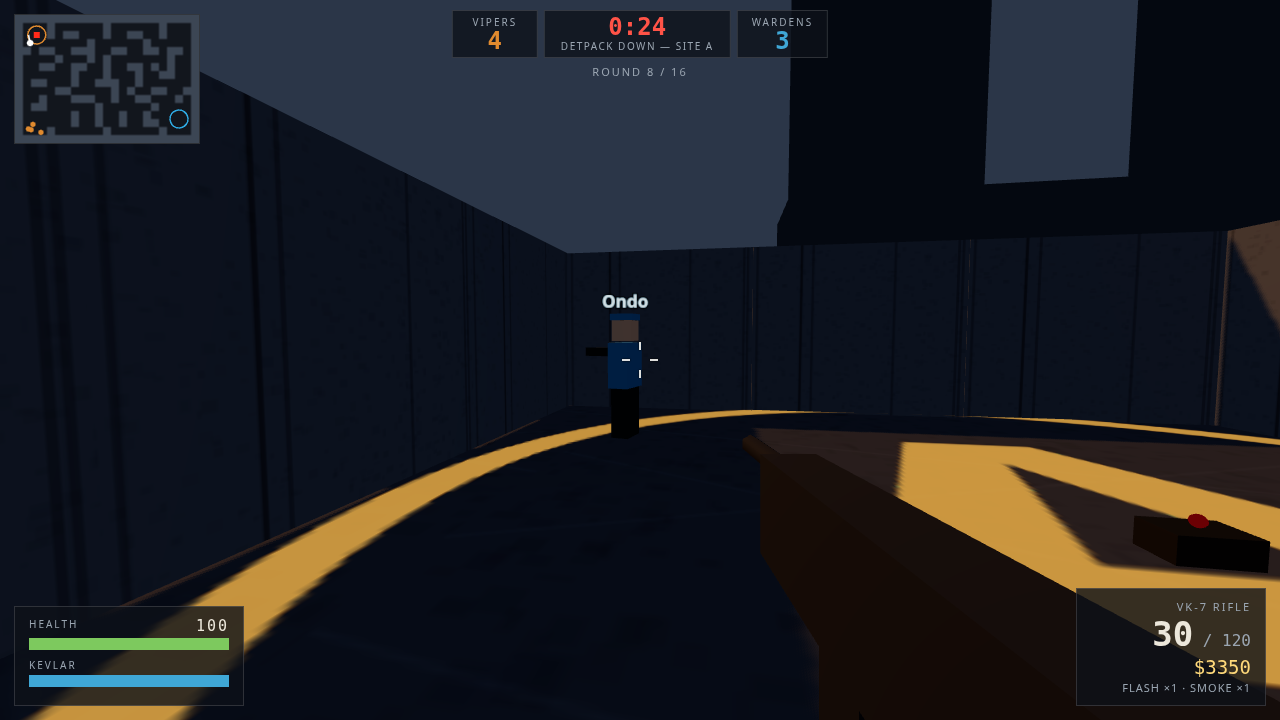 VIPERS
4
0:24
DETPACK DOWN — SITE A
WARDENS
3
ROUND 8 / 16
Ondo
HEALTH 100
KEVLAR
VK-7 RIFLE
30 / 120
$3350
FLASH ×1 · SMOKE ×1